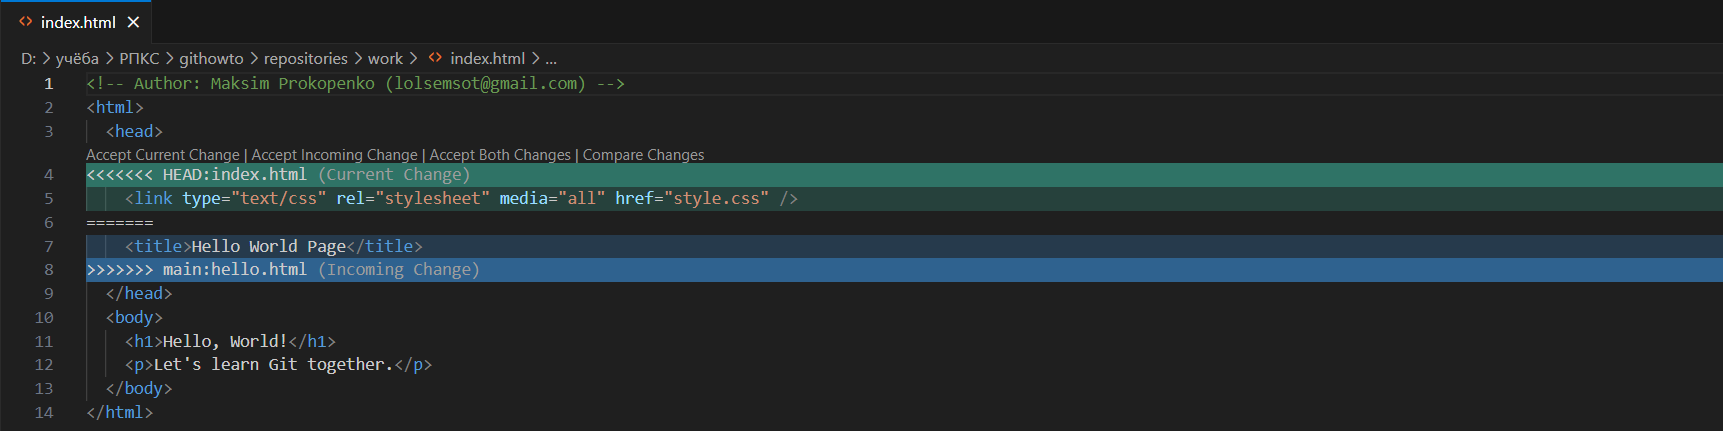 index.html
D: > учёба > РПКС > githowto > repositories > work > index.html > ...
1 <!-- Author: Maksim Prokopenko (lolsemsot@gmail.com) -->
2 <html>
3 <head>
Accept Current Change | Accept Incoming Change | Accept Both Changes | Compare Changes
4 <<<<<<< HEAD:index.html (Current Change)
5 <link type="text/css" rel="stylesheet" media="all" href="style.css" />
6 =======
7 <title>Hello World Page</title>
8 >>>>>>> main:hello.html (Incoming Change)
9 </head>
10 <body>
11 <h1>Hello, World!</h1>
12 <p>Let's learn Git together.</p>
13 </body>
14 </html>